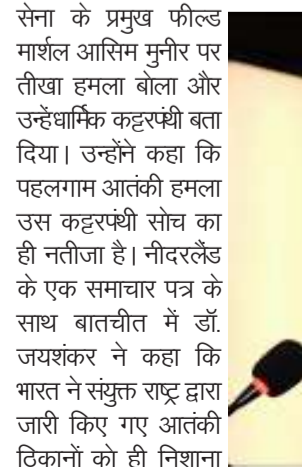 सेना के प्रमुख फील्ड
मार्शल आसिम मुनीर पर
तीखा हमला बोला और
उन्हेंधार्मिक कट्टरपंथी बता
दिया। उन्होंने कहा कि
पहलगाम आतंकी हमला
उस कट्टरपंथी सोच का
ही नतीजा है। नीदरलैंड
के एक समाचार पत्र के
साथ बातचीत में डॉ.
जयशंकर ने कहा कि
भारत ने संयुक्त राष्ट्र द्वारा
जारी किए गए आतंकी
ठिकानों को ही निशाना